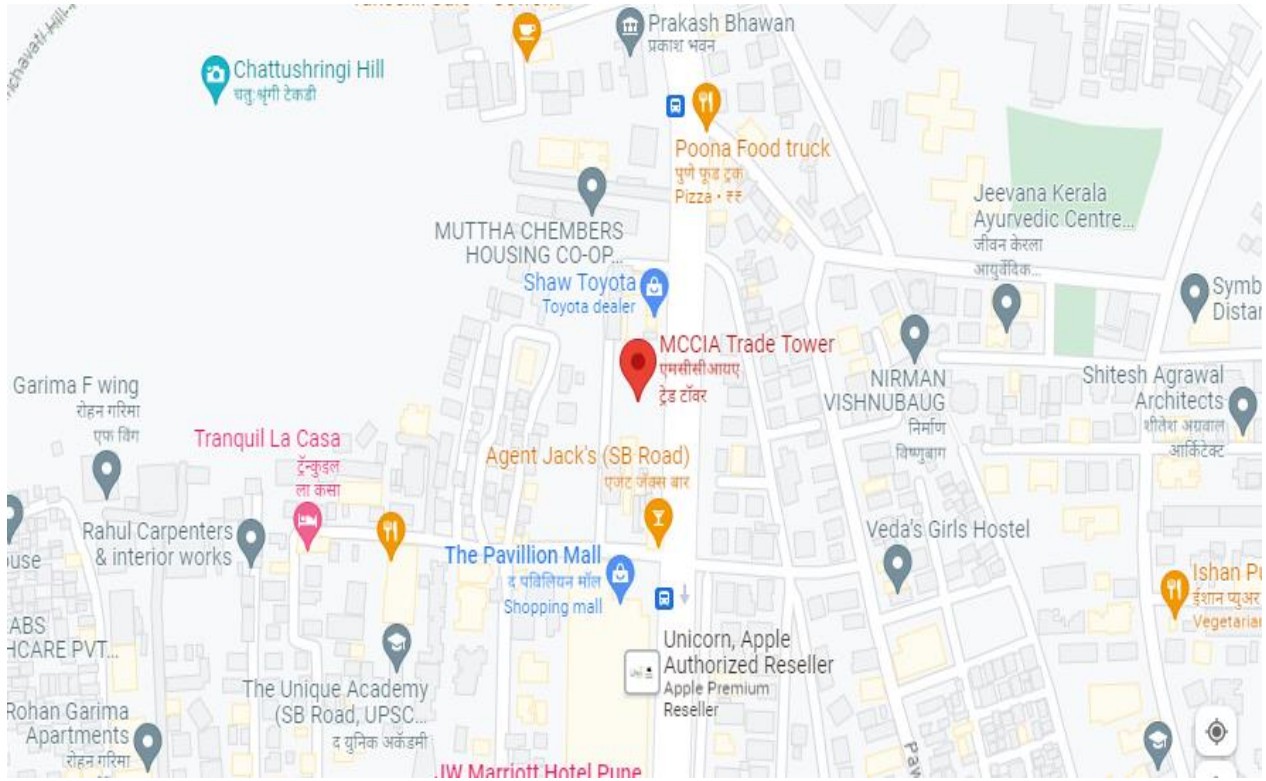 Prakash Bhawan
प्रकाश भवन
Chattushringi Hill
चतुःश्रृंगी टेकडी
Poona Food truck
पुणे फूड ट्रक
Pizza • ₹₹
MUTTHA CHEMBERS
HOUSING CO-OP...
Jeevana Kerala
Ayurvedic Centre...
जीवन केरला
आयुर्वेदिक...
Shaw Toyota
Toyota dealer
Symb
Distan
MCCIA Trade Tower
एमसीसीआयए
ट्रेड टॉवर
NIRMAN
VISHNUBAUG
निर्माण
विष्णुबाग
Shitesh Agrawal
Architects
शीतेश अग्रवाल
आर्किटेक्ट
Garima F wing
रोहन गरिमा
एफ विंग
Tranquil La Casa
ट्रॅन्कुइल
ला कसा
Agent Jack's (SB Road)
एजंट जॅक्स बार
Rahul Carpenters
& interior works
The Pavillion Mall
द पविलियन मॉल
Shopping mall
Veda's Girls Hostel
Ishan Pu
ईशान प्युअर
Vegetarian
ouse
ABS
HCARE PVT...
Unicorn, Apple
Authorized Reseller
Apple Premium
Reseller
The Unique Academy
(SB Road, UPSC...
द युनिक अकॅडमी
Rohan Garima
Apartments
रोहन गरिमा
JW Marriott Hotel Pune
Paw